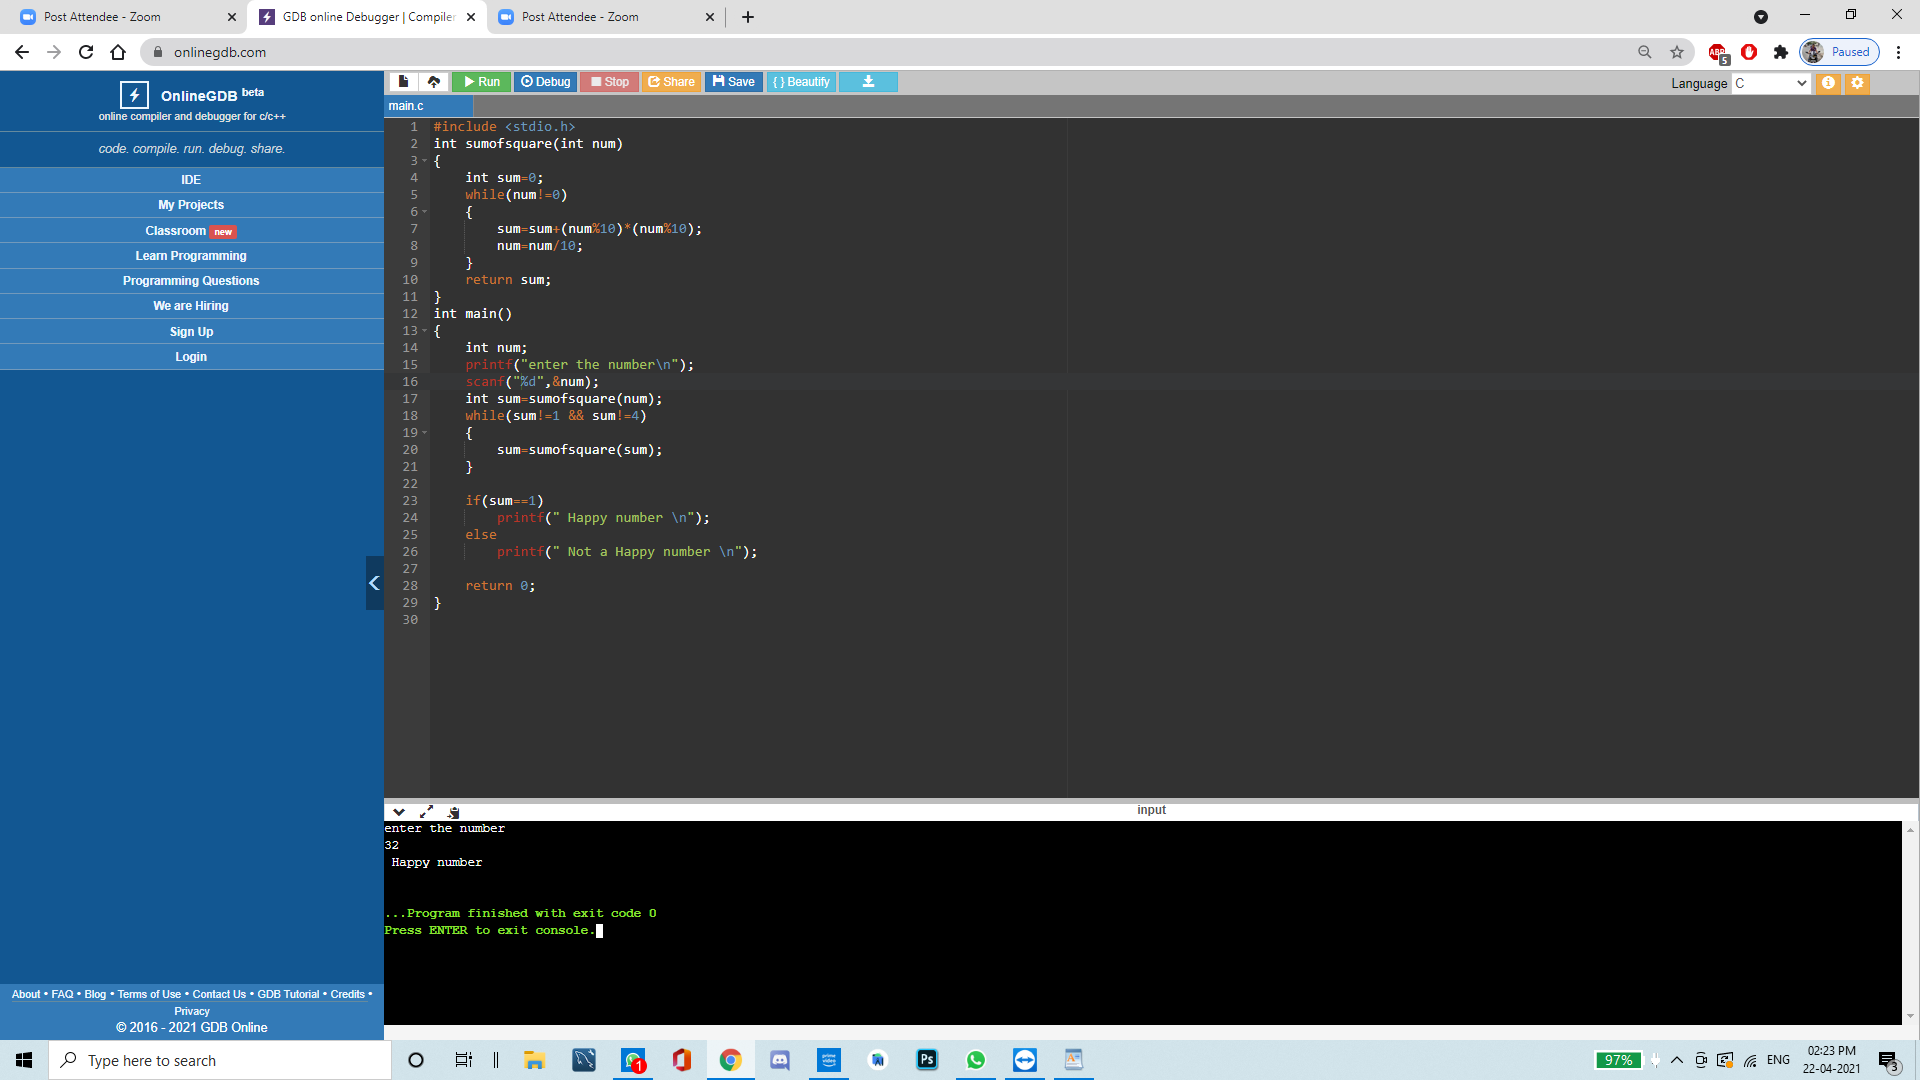 Post Attendee - Zoom
GDB online Debugger | Compiler
Post Attendee - Zoom
onlinegdb.com
ABP 5
Paused
OnlineGDB beta
online compiler and debugger for c/c++
code. compile. run. debug. share.
IDE
My Projects
Classroom new
Learn Programming
Programming Questions
We are Hiring
Sign Up
Login
Run Debug Stop Share Save { } Beautify
Language C
main.c
1 #include <stdio.h>
2 int sumofsquare(int num)
3 {
4 int sum=0;
5 while(num!=0)
6 {
7 sum=sum+(num%10)*(num%10);
8 num=num/10;
9 }
10 return sum;
11 }
12 int main()
13 {
14 int num;
15 printf("enter the number\n");
16 scanf("%d",&num);
17 int sum=sumofsquare(num);
18 while(sum!=1 && sum!=4)
19 {
20 sum=sumofsquare(sum);
21 }
22
23 if(sum==1)
24 printf(" Happy number \n");
25 else
26 printf(" Not a Happy number \n");
27
28 return 0;
29 }
30
input
enter the number
32
Happy number
...Program finished with exit code 0
Press ENTER to exit console.
About • FAQ • Blog • Terms of Use • Contact Us • GDB Tutorial • Credits •
Privacy
© 2016 - 2021 GDB Online
Type here to search
1
prime video
Ps
97%
ENG
02:23 PM
22-04-2021
3